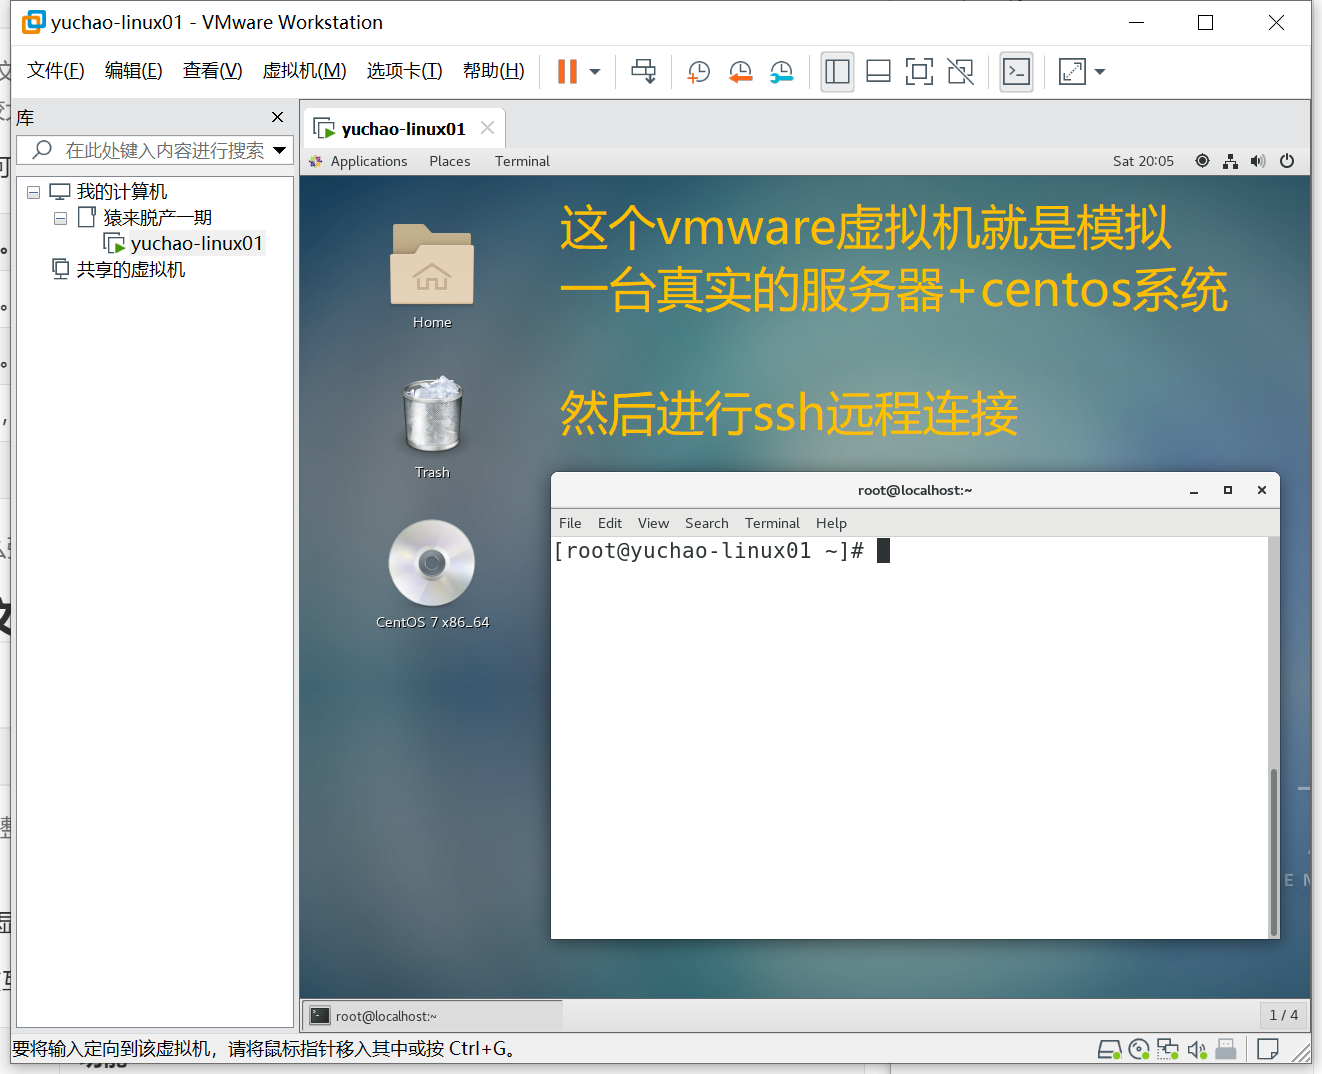 yuchao-linux01 - VMware Workstation
文件(F) 编辑(E) 查看(V) 虚拟机(M) 选项卡(T) 帮助(H)
库
在此处键入内容进行搜索
我的计算机
猿来脱产一期
yuchao-linux01
共享的虚拟机
yuchao-linux01
Applications Places Terminal Sat 20:05
这个vmware虚拟机就是模拟
一台真实的服务器+centos系统
然后进行ssh远程连接
Home
Trash
CentOS 7 x86_64
root@localhost:~
File Edit View Search Terminal Help
[root@yuchao-linux01 ~]#
E N
root@localhost:~
1 / 4
要将输入定向到该虚拟机，请将鼠标指针移入其中或按 Ctrl+G。